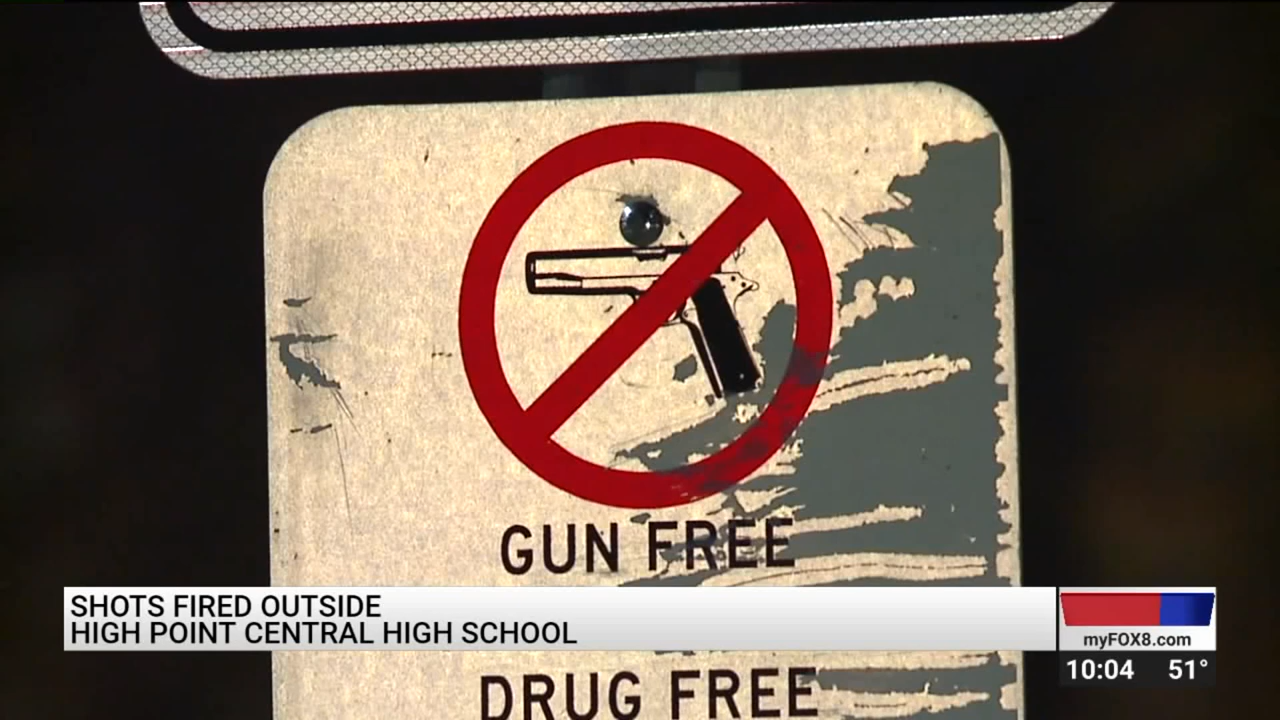 GUN FREE
SHOTS FIRED OUTSIDE
HIGH POINT CENTRAL HIGH SCHOOL
myFOX8.com
10:04 51°
DRUG FREE